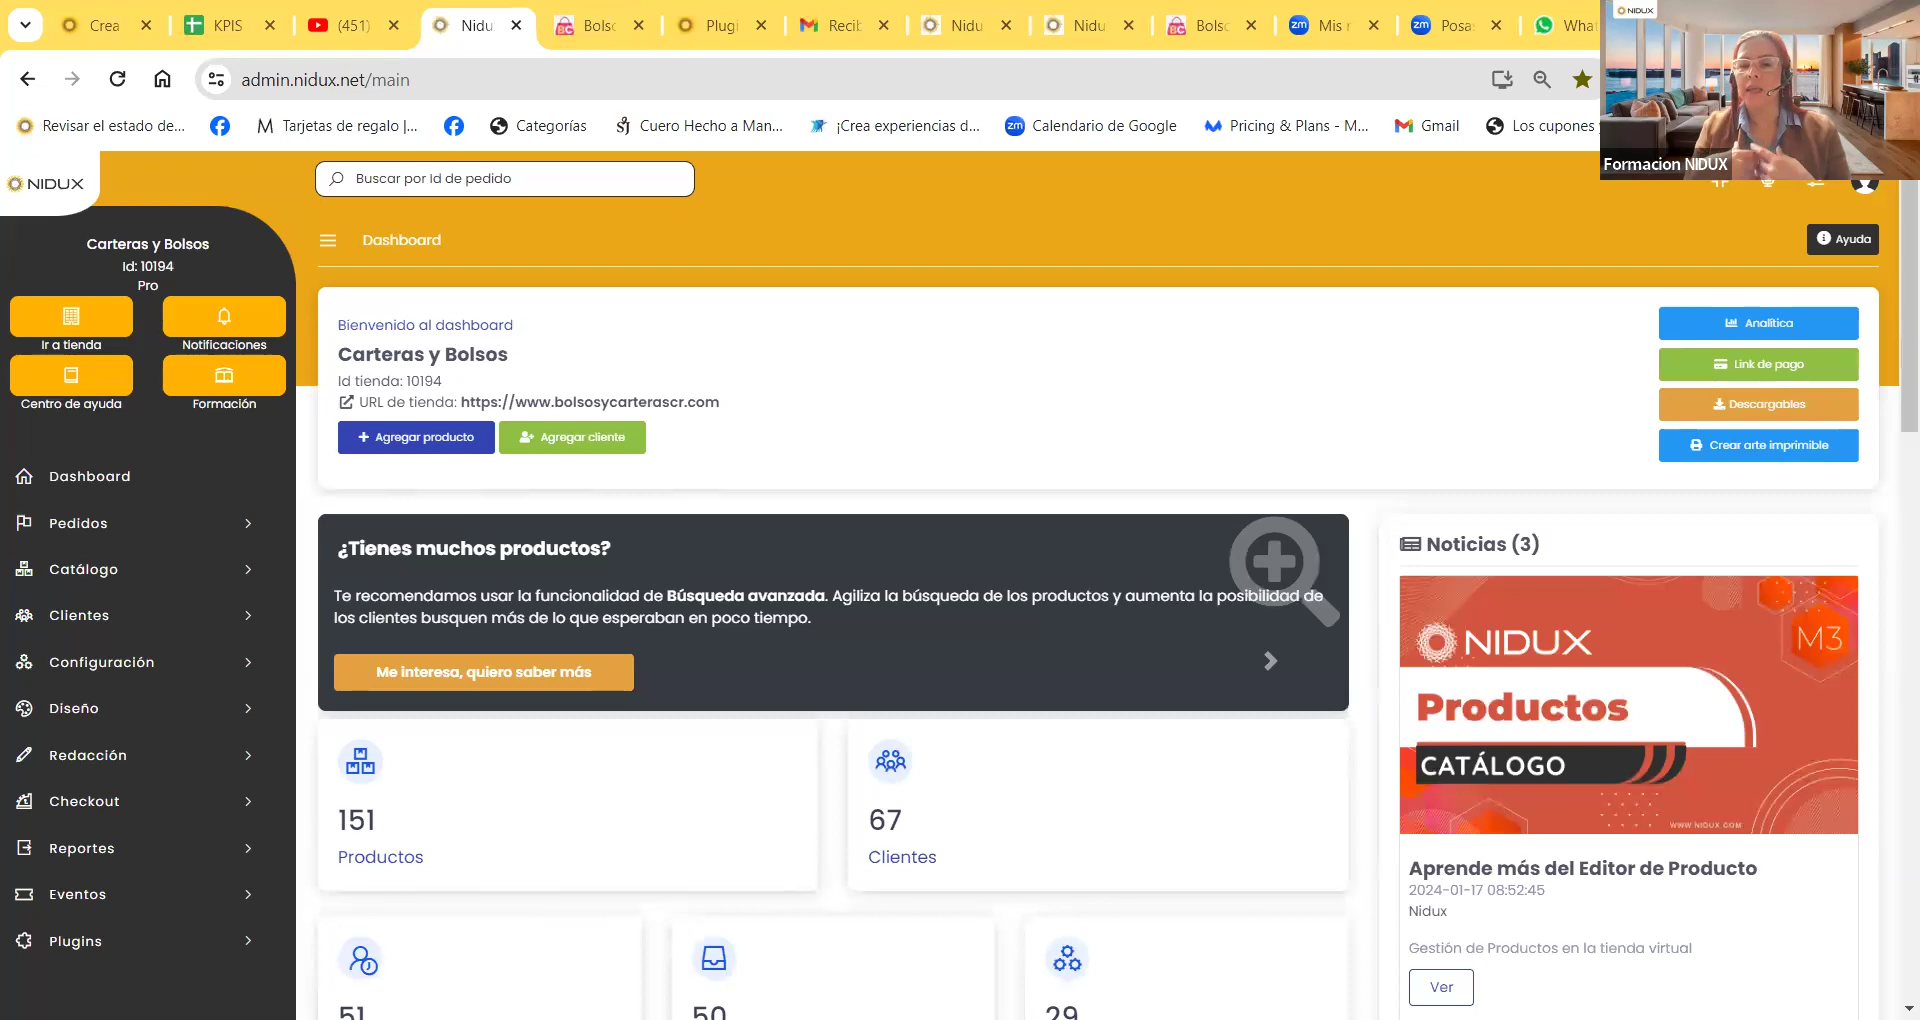 Crea
KPIS
(451)
Nidu
Bols
Plugi
Recib
Nidu
Nidu
Bols
Mis r
Posa
What
admin.nidux.net/main
Revisar el estado de...
Tarjetas de regalo |...
Categorías
Cuero Hecho a Man...
¡Crea experiencias d...
Calendario de Google
Pricing & Plans - M...
Gmail
Los cupones
NIDUX
Formacion NIDUX
NIDUX
Buscar por Id de pedido
Carteras y Bolsos
Id: 10194
Pro
Ir a tienda
Notificaciones
Centro de ayuda
Formación
Dashboard
Pedidos
Catálogo
Clientes
Configuración
Diseño
Redacción
Checkout
Reportes
Eventos
Plugins
Dashboard
Ayuda
Bienvenido al dashboard
Carteras y Bolsos
Id tienda: 10194
URL de tienda: https://www.bolsosycarterascr.com
Agregar producto
Agregar cliente
Analítica
Link de pago
Descargables
Crear arte imprimible
¿Tienes muchos productos?
Te recomendamos usar la funcionalidad de Búsqueda avanzada. Agiliza la búsqueda de los productos y aumenta la posibilidad de
los clientes busquen más de lo que esperaban en poco tiempo.
Me interesa, quiero saber más
151
Productos
67
Clientes
51
50
29
Noticias (3)
NIDUX
M3
Productos
CATÁLOGO
WWW.NIDUX.COM
Aprende más del Editor de Producto
2024-01-17 08:52:45
Nidux
Gestión de Productos en la tienda virtual
Ver